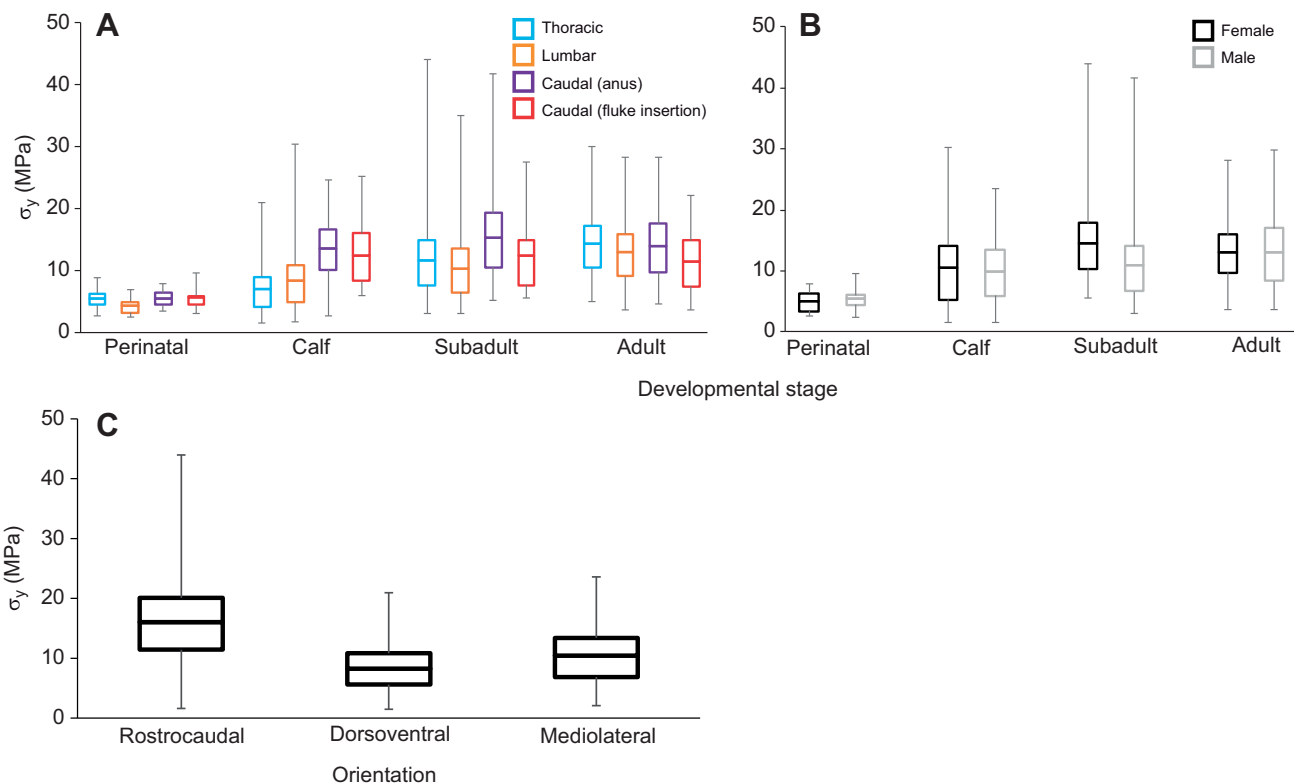 A
B
50
40
30
20
10
0
σy (MPa)
Thoracic
Lumbar
Caudal (anus)
Caudal (fluke insertion)
Perinatal Calf Subadult Adult
50
40
30
20
10
0
Female
Male
Perinatal Calf Subadult Adult
Developmental stage
C
50
40
30
20
10
0
σy (MPa)
Rostrocaudal Dorsoventral Mediolateral
Orientation